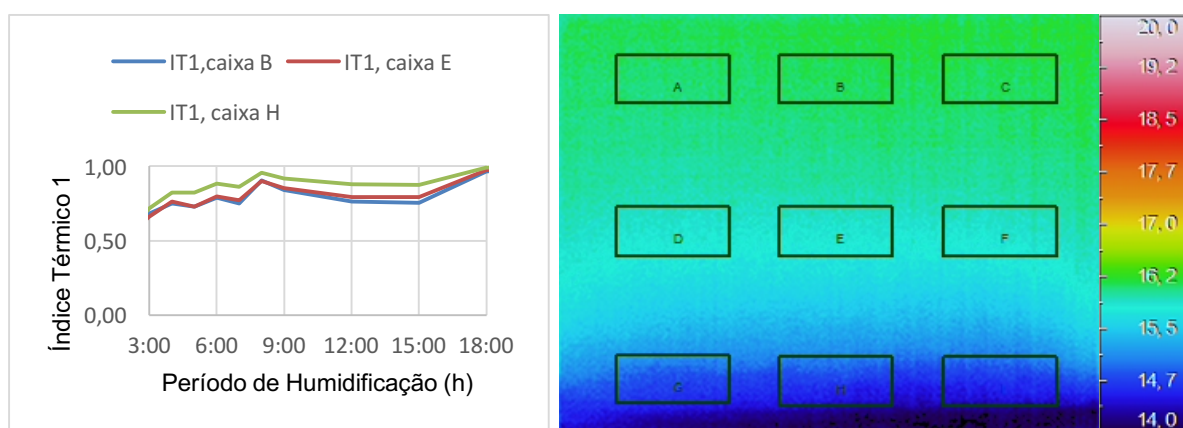 IT1,caixa B
IT1, caixa E
IT1, caixa H
1,00
0,50
0,00
Índice Térmico 1
3:00 6:00 9:00 12:00 15:00 18:00
Período de Humidificação (h)
A B C
D E F
G H
20,0
19,2
18,5
17,7
17,0
16,2
15,5
14,7
14,0